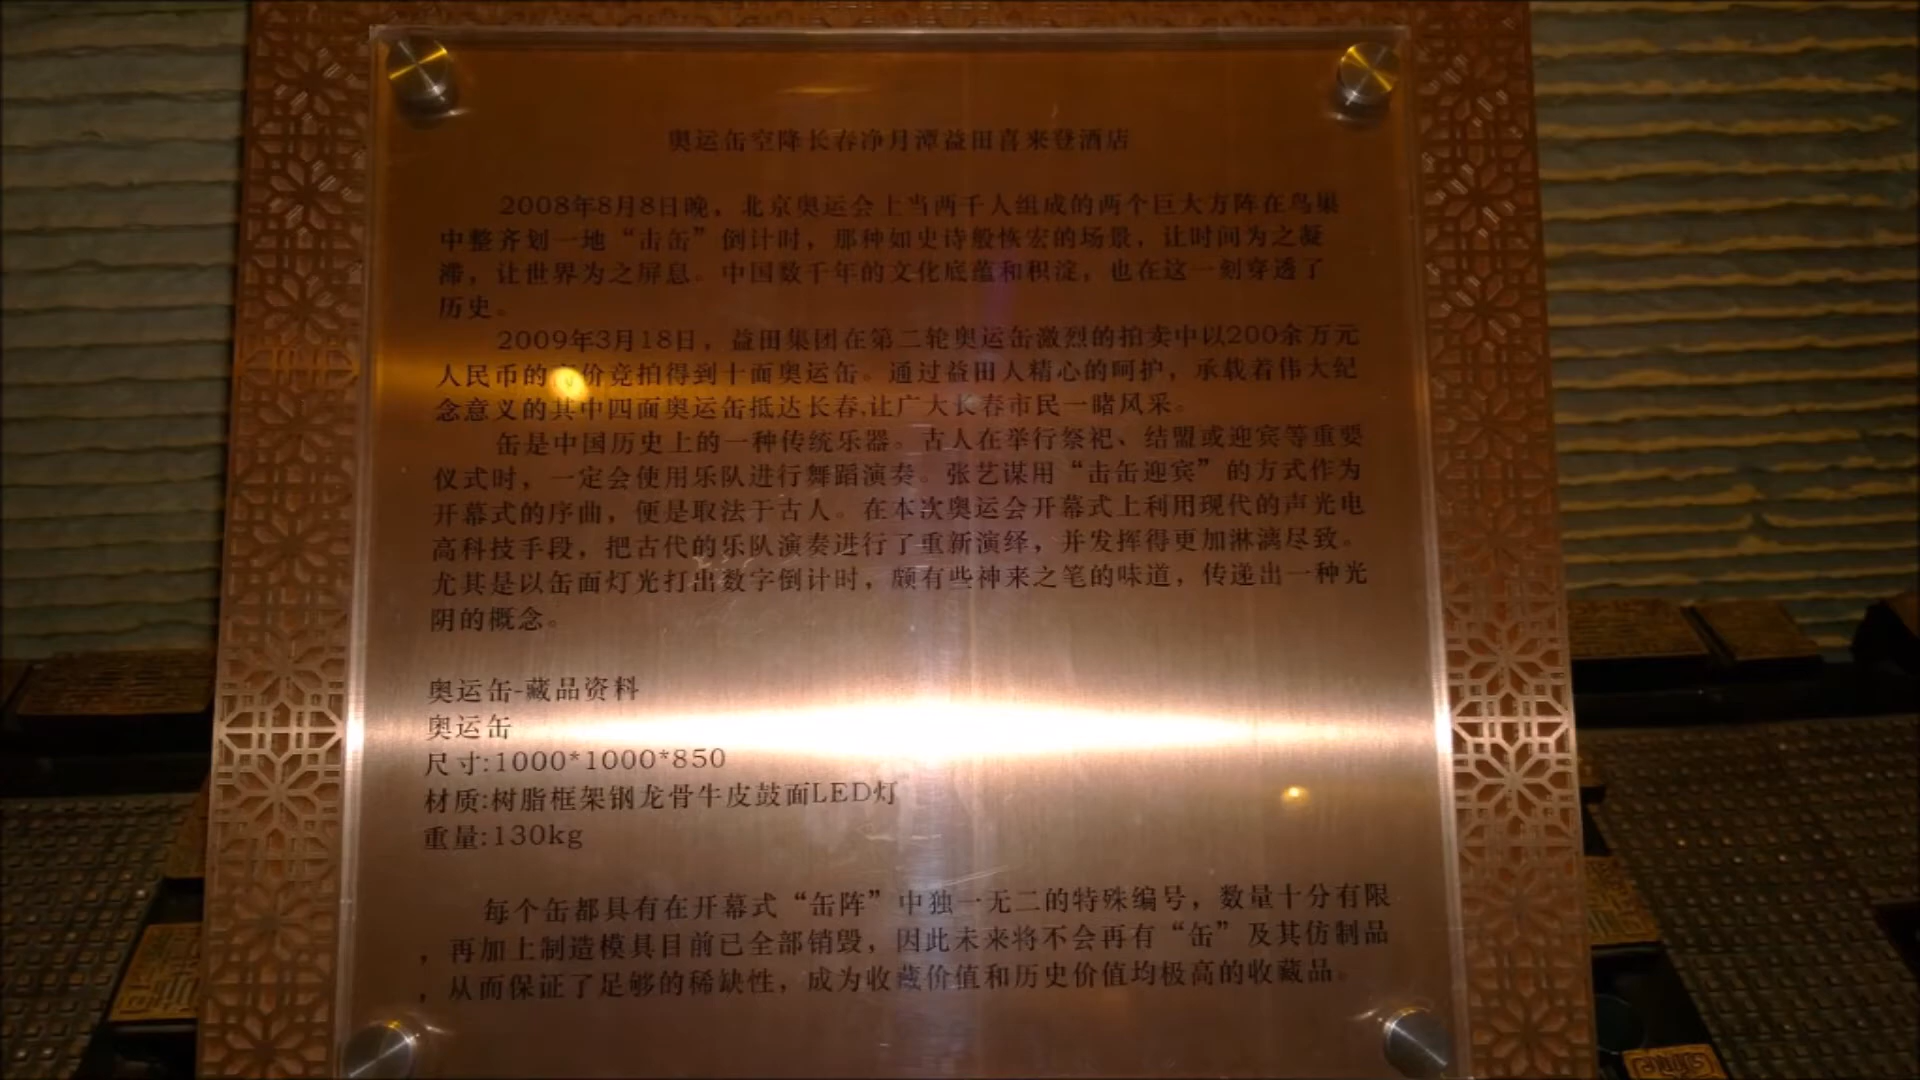 奥运缶空降长春净月潭益田喜来登酒店
2008年8月8日晚，北京奥运会上当两千人组成的两个巨大方阵在鸟巢
中整齐划一地“击缶”倒计时，那种如史诗般恢宏的场景，让时间为之凝
滞，让世界为之屏息。中国数千年的文化底蕴和积淀，也在这一刻穿透了
历史。
2009年3月18日，益田集团在第二轮奥运缶激烈的拍卖中以200余万元
人民币的 价竞拍得到十面奥运缶。通过益田人精心的呵护，承载着伟大纪
念意义的其中四面奥运缶抵达长春,让广大长春市民一睹风采。
缶是中国历史上的一种传统乐器。古人在举行祭祀、结盟或迎宾等重要
仪式时，一定会使用乐队进行舞蹈演奏。张艺谋用“击缶迎宾”的方式作为
开幕式的序曲，便是取法于古人。在本次奥运会开幕式上利用现代的声光电
高科技手段，把古代的乐队演奏进行了重新演绎，并发挥得更加淋漓尽致。
尤其是以缶面灯光打出数字倒计时，颇有些神来之笔的味道，传递出一种光
阴的概念。
奥运缶-藏品资料
奥运缶
尺寸:1000*1000*850
材质:树脂框架钢龙骨牛皮鼓面LED灯
重量:130kg
每个缶都具有在开幕式“缶阵”中独一无二的特殊编号，数量十分有限
，再加上制造模具目前已全部销毁，因此未来将不会再有“缶”及其仿制品
，从而保证了足够的稀缺性，成为收藏价值和历史价值均极高的收藏品。